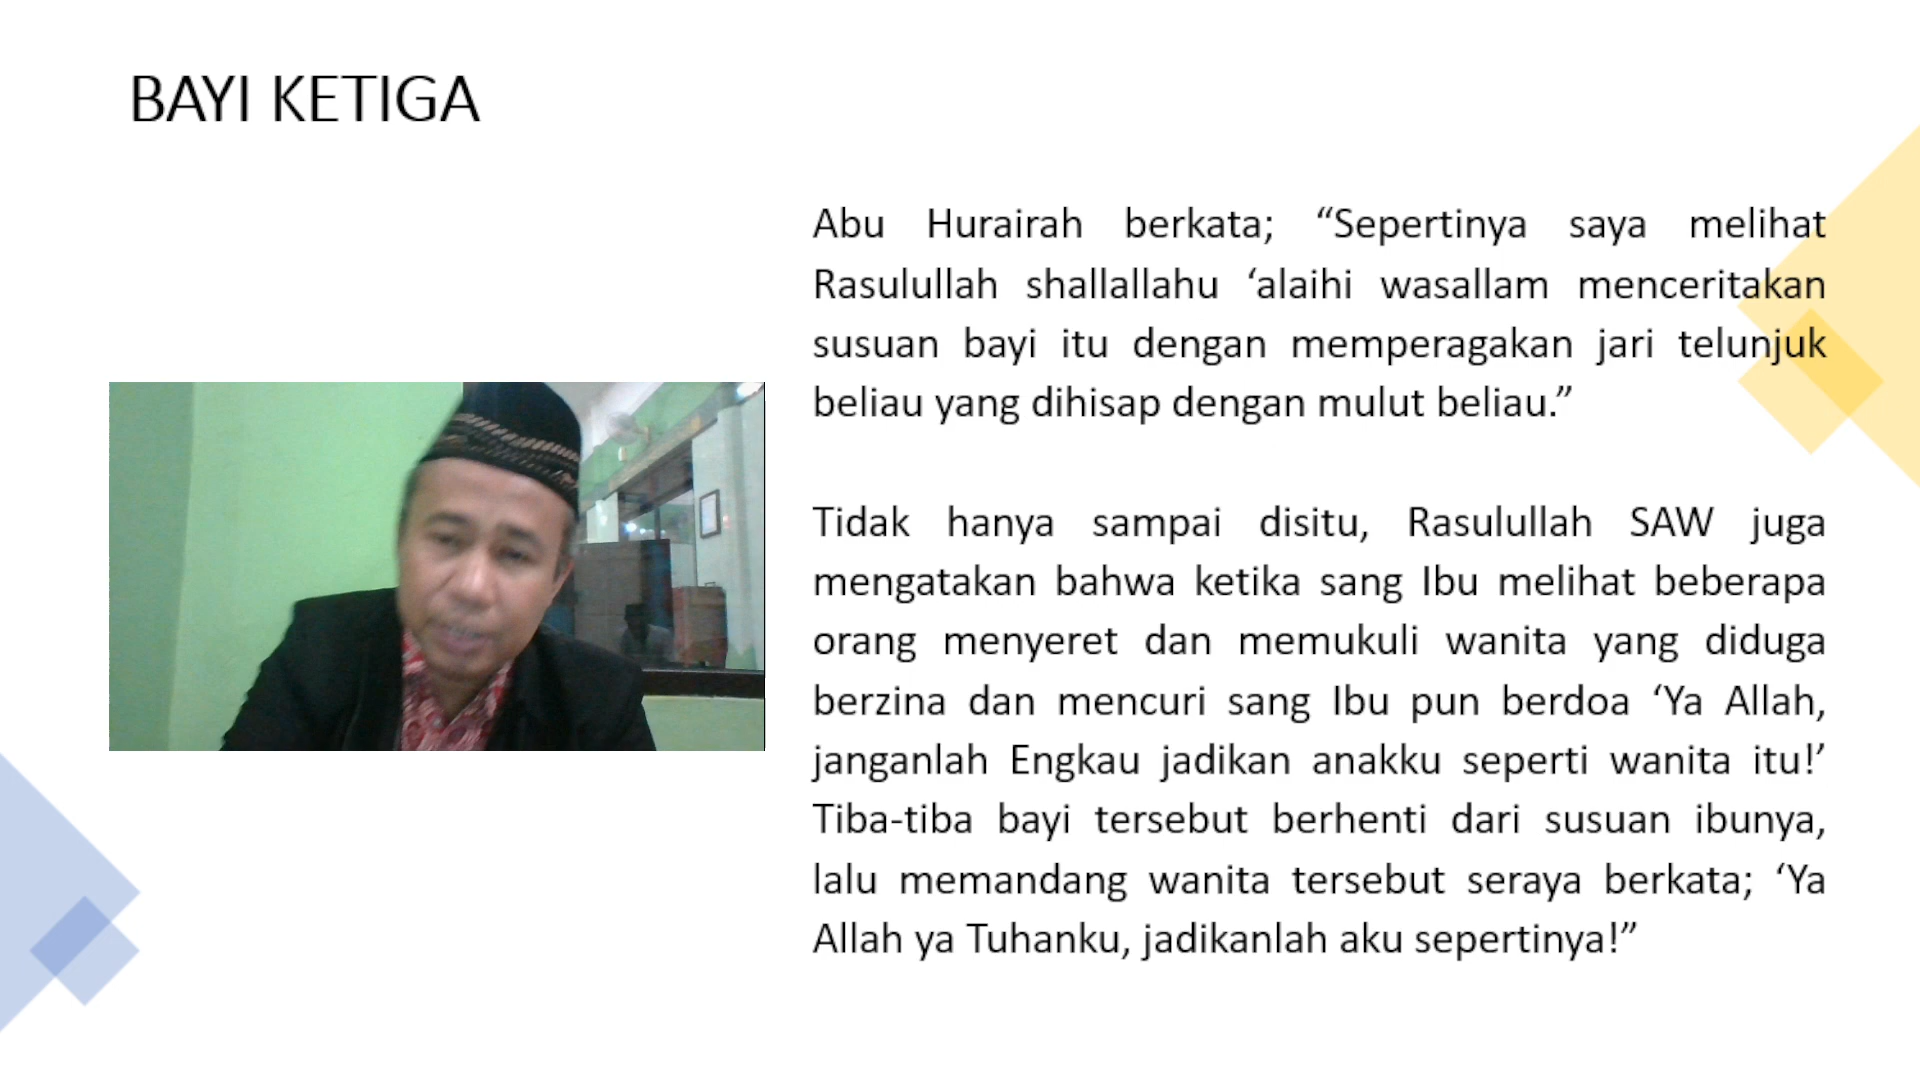 BAYI KETIGA
Abu Hurairah berkata; “Sepertinya saya melihat
Rasulullah shallallahu ‘alaihi wasallam menceritakan
susuan bayi itu dengan memperagakan jari telunjuk
beliau yang dihisap dengan mulut beliau.”
Tidak hanya sampai disitu, Rasulullah SAW juga
mengatakan bahwa ketika sang Ibu melihat beberapa
orang menyeret dan memukuli wanita yang diduga
berzina dan mencuri sang Ibu pun berdoa ‘Ya Allah,
janganlah Engkau jadikan anakku seperti wanita itu!’
Tiba-tiba bayi tersebut berhenti dari susuan ibunya,
lalu memandang wanita tersebut seraya berkata; ‘Ya
Allah ya Tuhanku, jadikanlah aku sepertinya!”